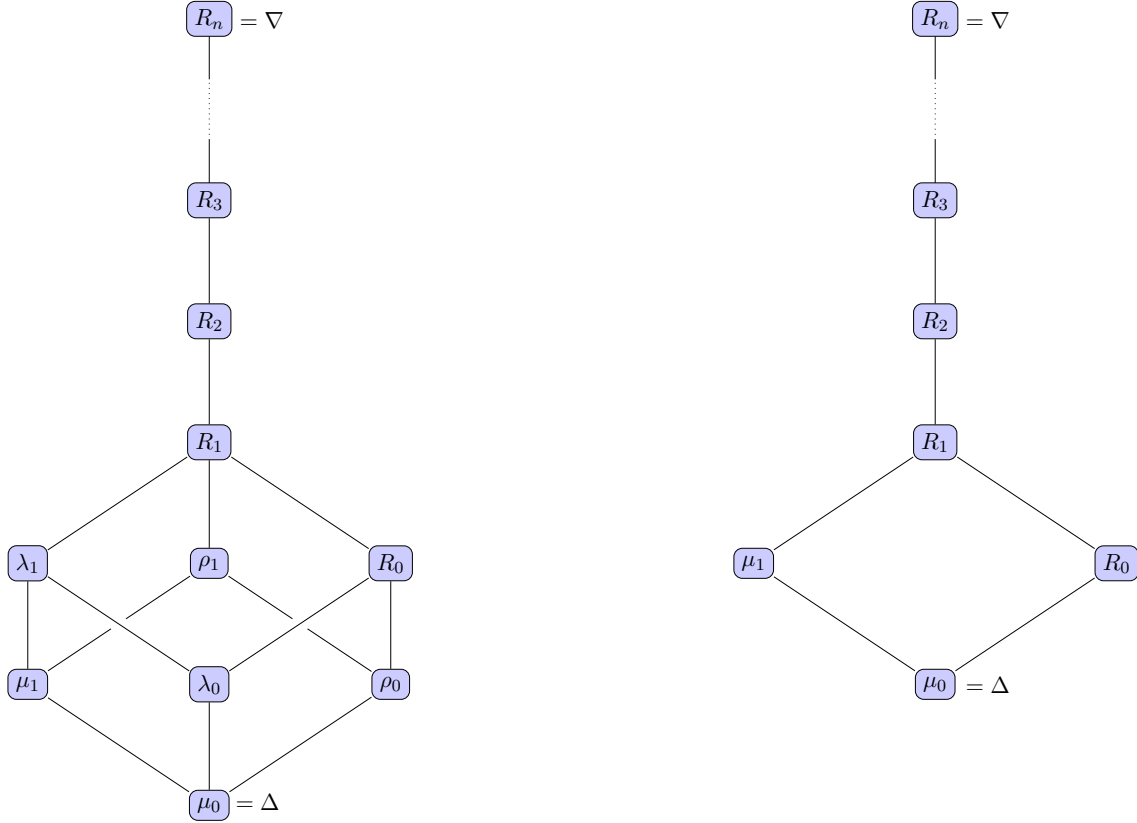 Rₙ = ∇
Rₙ = ∇
R₃
R₃
R₂
R₂
R₁
R₁
λ₁
ρ₁
R₀
μ₁
R₀
μ₁
λ₀
ρ₀
μ₀ = Δ
μ₀ = Δ